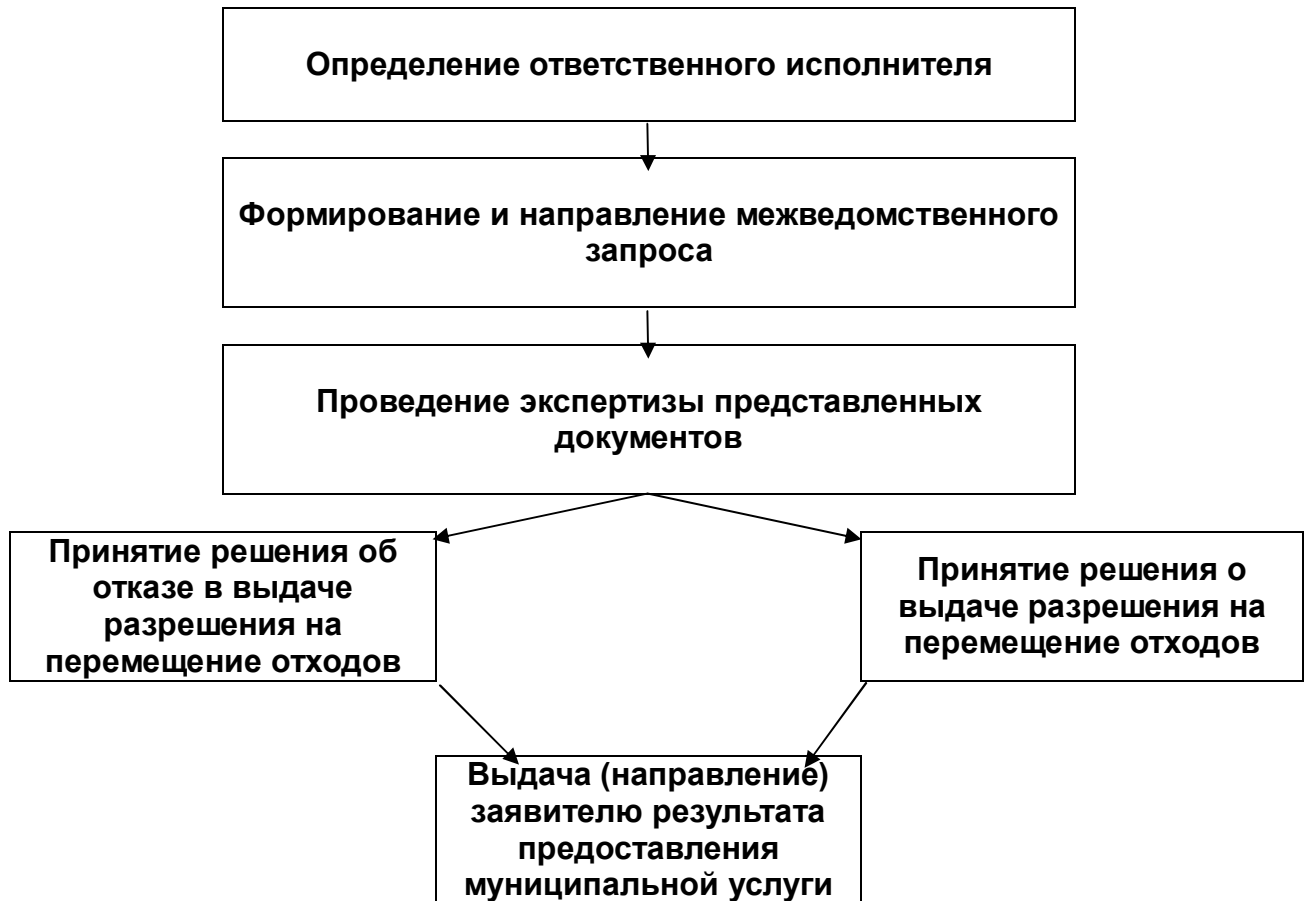 Определение ответственного исполнителя
Формирование и направление межведомственного
запроса
Проведение экспертизы представленных
документов
Принятие решения об
отказе в выдаче
разрешения на
перемещение отходов
Принятие решения о
выдаче разрешения на
перемещение отходов
Выдача (направление)
заявителю результата
предоставления
муниципальной услуги